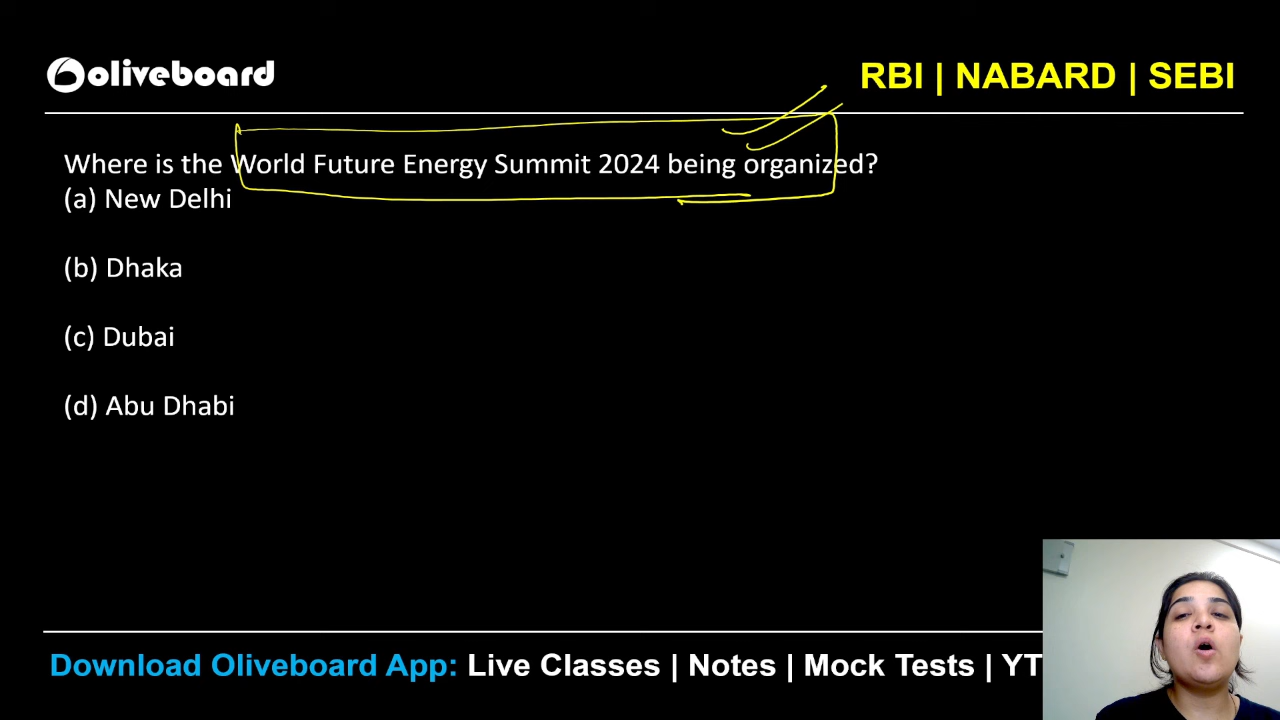 oliveboard
RBI | NABARD | SEBI
Where is the World Future Energy Summit 2024 being organized?
(a) New Delhi
(b) Dhaka
(c) Dubai
(d) Abu Dhabi
Download Oliveboard App: Live Classes | Notes | Mock Tests | YT